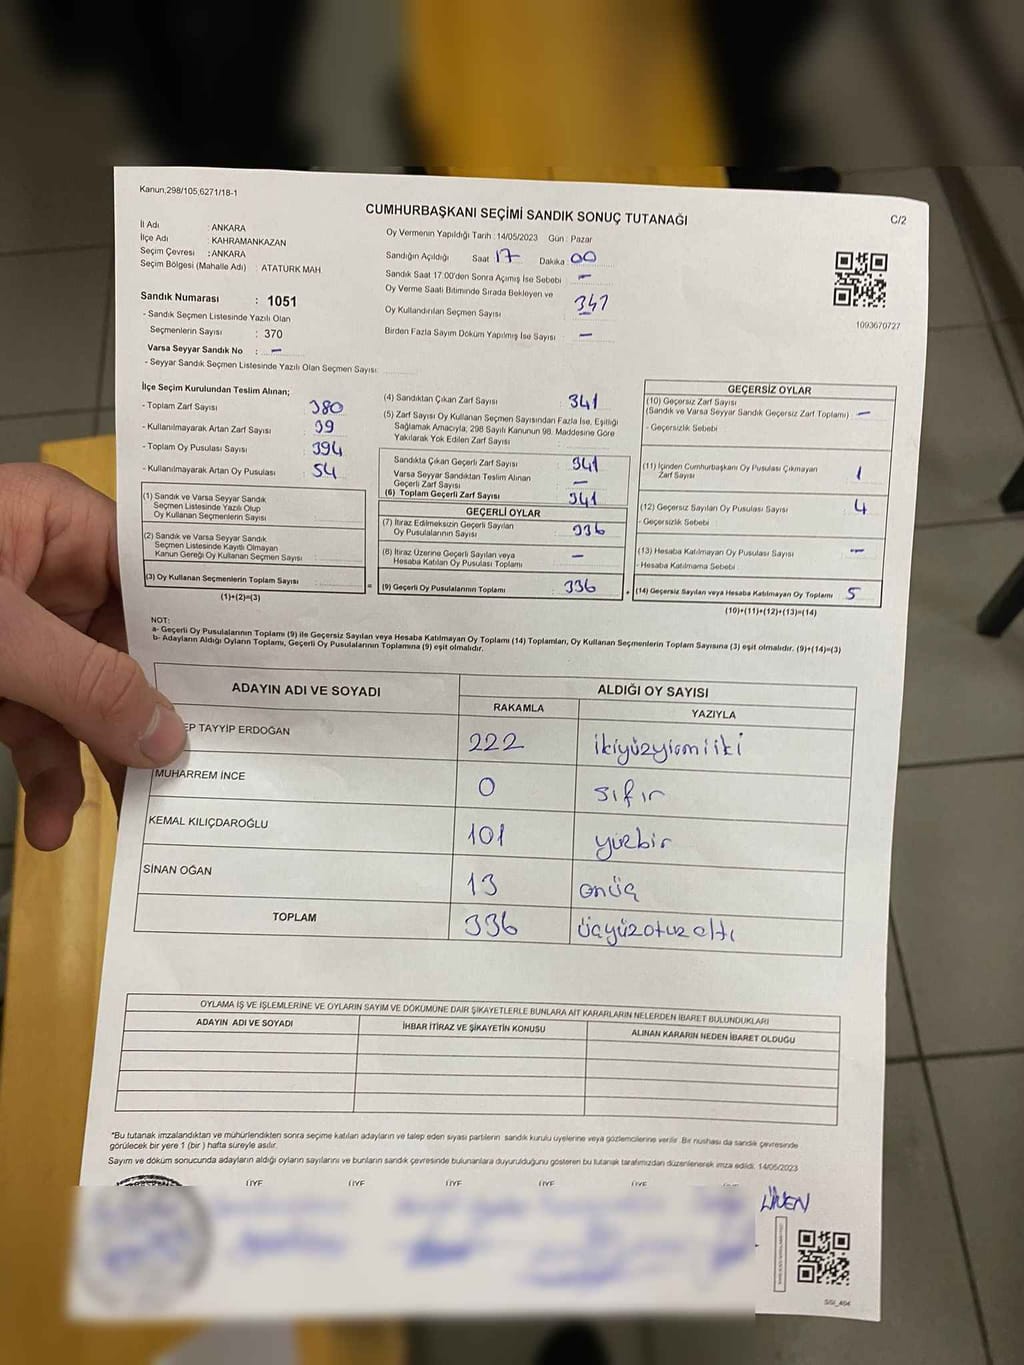 Kanun,298/105,6271/18-1
CUMHURBAŞKANI SEÇİMİ SANDIK SONUÇ TUTANAĞI
C/2
İl Adı : ANKARA
İlçe Adı : KAHRAMANKAZAN
Seçim Çevresi : ANKARA
Seçim Bölgesi (Mahalle Adı) : ATATURK MAH
Sandık Numarası : 1051
- Sandık Seçmen Listesinde Yazılı Olan
Seçmenlerin Sayısı : 370
Varsa Seyyar Sandık No : –
- Seyyar Sandık Seçmen Listesinde Yazılı Olan Seçmen Sayısı:
Oy Vermenin Yapıldığı Tarih : 14/05/2023 Gün : Pazar
Sandığın Açıldığı Saat 17 Dakika 00
Sandık Saat 17.00'den Sonra Açımış İse Sebebi –
Oy Verme Saati Bitiminde Sırada Bekleyen ve
Oy Kullandırılan Seçmen Sayısı 341
Birden Fazla Sayım Döküm Yapılmış İse Sayısı –
1093670727
İlçe Seçim Kurulundan Teslim Alınan;
- Toplam Zarf Sayısı 380
- Kullanılmayarak Artan Zarf Sayısı 39
- Toplam Oy Pusulası Sayısı 394
- Kullanılmayarak Artan Oy Pusulası 54
(1) Sandık ve Varsa Seyyar Sandık
Seçmen Listesinde Yazılı Olup
Oy Kullanan Seçmenlerin Sayısı
(2) Sandık ve Varsa Seyyar Sandık
Seçmen Listesinde Kayıtlı Olmayan
Kanun Gereği Oy Kullanan Seçmen Sayısı
(3) Oy Kullanan Seçmenlerin Toplam Sayısı
(1)+(2)=(3)
(4) Sandıktan Çıkan Zarf Sayısı 341
(5) Zarf Sayısı Oy Kullanan Seçmen Sayısından Fazla İse, Eşitliği
Sağlamak Amacıyla; 298 Sayılı Kanunun 98. Maddesine Göre
Yakılarak Yok Edilen Zarf Sayısı
Sandıkta Çıkan Geçerli Zarf Sayısı 341
Varsa Seyyar Sandıktan Teslim Alınan
Geçerli Zarf Sayısı –
(6) Toplam Geçerli Zarf Sayısı 341
GEÇERLİ OYLAR
(7) İtiraz Edilmeksizin Geçerli Sayılan
Oy Pusulalarının Sayısı 336
(8) İtiraz Üzerine Geçerli Sayılan veya
Hesaba Katılan Oy Pusulası Toplamı –
= (9) Geçerli Oy Pusulalarının Toplamı 336
GEÇERSİZ OYLAR
(10) Geçersiz Zarf Sayısı
(Sandık ve Varsa Seyyar Sandık Geçersiz Zarf Toplamı) –
- Geçersizlik Sebebi
(11) İçinden Cumhurbaşkanı Oy Pusulası Çıkmayan
Zarf Sayısı 1
(12) Geçersiz Sayılan Oy Pusulası Sayısı 4
- Geçersizlik Sebebi
(13) Hesaba Katılmayan Oy Pusulası Sayısı –
- Hesaba Katılmama Sebebi
+ (14) Geçersiz Sayılan veya Hesaba Katılmayan Oy Toplamı 5
(10)+(11)+(12)+(13)=(14)
NOT:
a- Geçerli Oy Pusulalarının Toplamı (9) ile Geçersiz Sayılan veya Hesaba Katılmayan Oy Toplamı (14) Toplamları, Oy Kullanan Seçmenlerin Toplam Sayısına (3) eşit olmalıdır. (9)+(14)=(3)
b- Adayların Aldığı Oyların Toplamı, Geçerli Oy Pusulalarının Toplamına (9) eşit olmalıdır.
ADAYIN ADI VE SOYADI ALDIĞI OY SAYISI
RAKAMLA YAZIYLA
EP TAYYİP ERDOĞAN 222 ikiyüzyirmiiki
MUHARREM İNCE 0 sıfır
KEMAL KILIÇDAROĞLU 101 yüzbir
SİNAN OĞAN 13 onüç
TOPLAM 336 üçyüzotuzaltı
OYLAMA İŞ VE İŞLEMLERİNE VE OYLARIN SAYIM VE DÖKÜMÜNE DAİR ŞİKAYETLERLE BUNLARA AİT KARARLARIN NELERDEN İBARET BULUNDUKLARI
ADAYIN ADI VE SOYADI İHBAR İTİRAZ VE ŞİKAYETİN KONUSU ALINAN KARARIN NEDEN İBARET OLDUĞU
*Bu tutanak imzalandıktan ve mühürlendikten sonra seçime katılan adayların ve talep eden siyasi partilerin sandık kurulu üyelerine veya gözlemcilerine verilir. Bir nüshası da sandık çevresinde
görülecek bir yere 1 (bir ) hafta süreyle asılır.
Sayım ve döküm sonucunda adayların aldığı oyların sayılarını ve bunların sandık çevresinde bulunanlara duyurulduğunu gösteren bu tutanak tarafımızdan düzenlenerek imza edildi. 14/05/2023
ÜYE ÜYE ÜYE ÜYE ÜYE